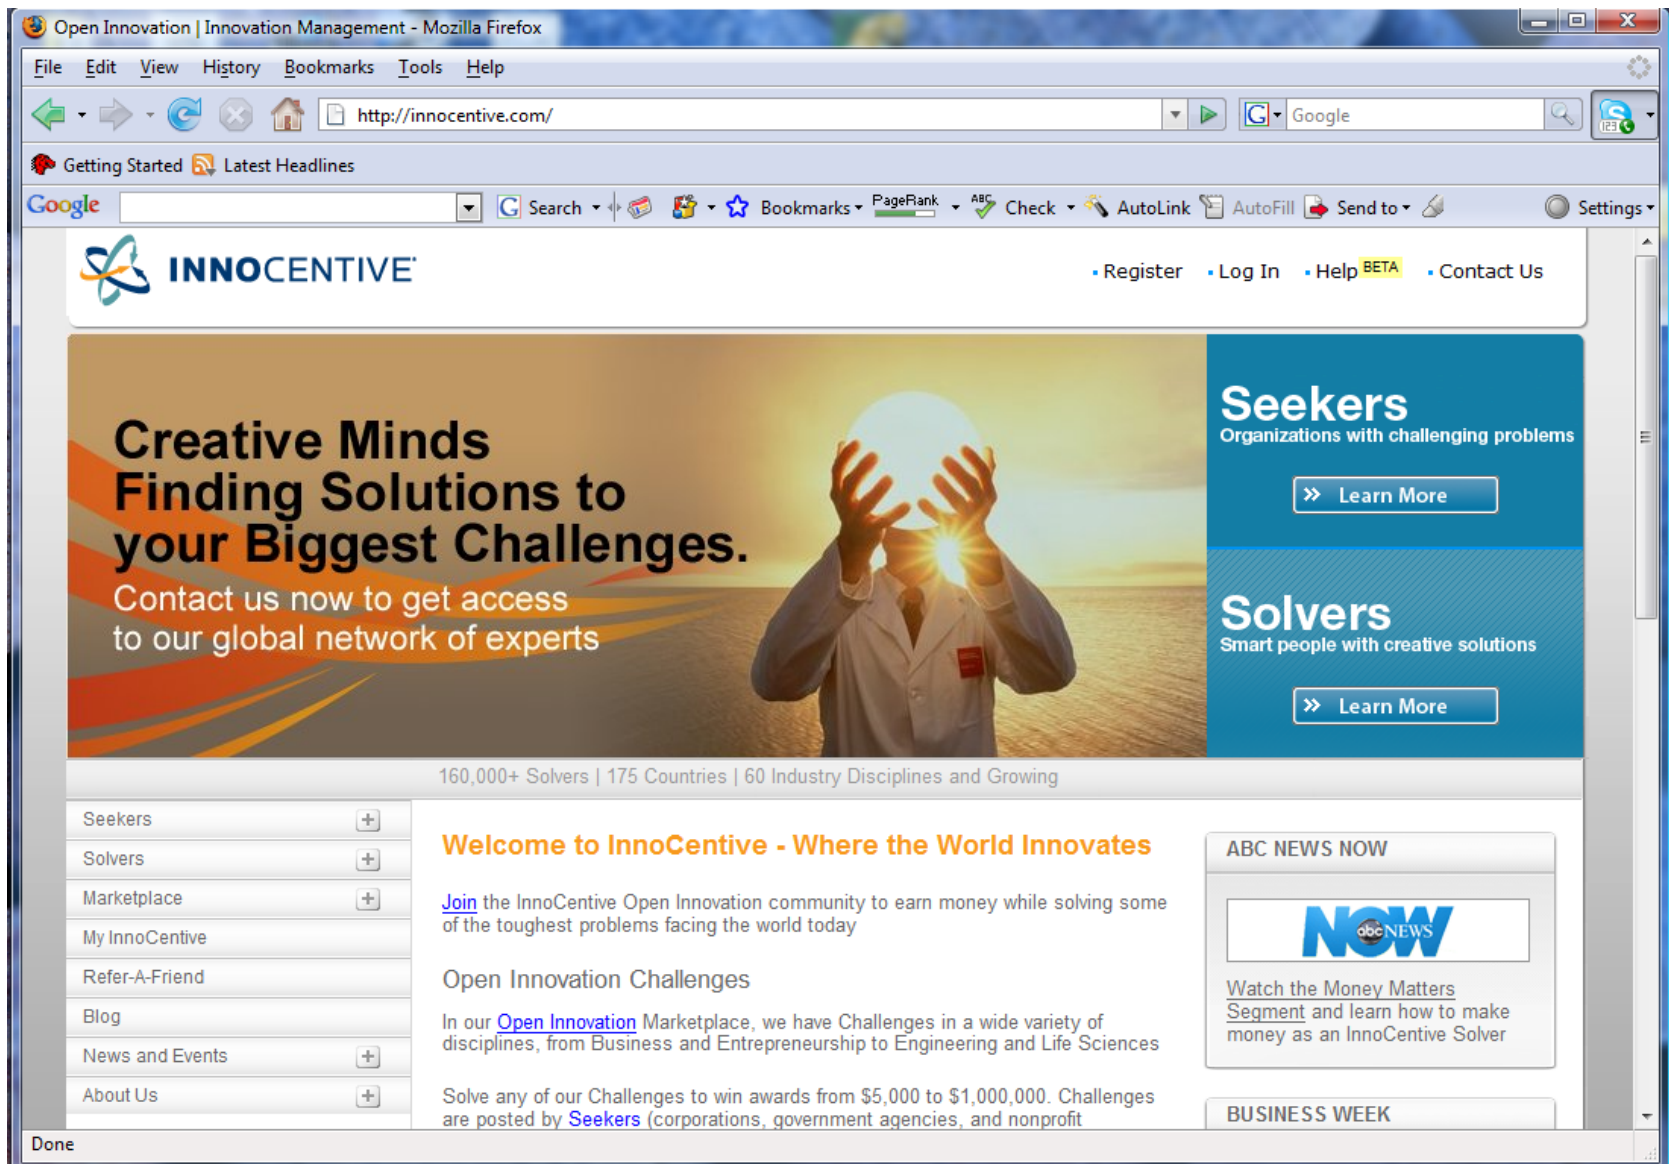 Open Innovation | Innovation Management - Mozilla Firefox
File Edit View History Bookmarks Tools Help
http://innocentive.com/
G Google
123
Getting Started Latest Headlines
Google G Search Bookmarks PageRank ABC Check AutoLink AutoFill Send to Settings
INNOCENTIVE
Register Log In Help BETA Contact Us
Creative Minds
Finding Solutions to
your Biggest Challenges.
Contact us now to get access
to our global network of experts
Seekers
Organizations with challenging problems
>> Learn More
Solvers
Smart people with creative solutions
>> Learn More
160,000+ Solvers | 175 Countries | 60 Industry Disciplines and Growing
Seekers
Solvers
Marketplace
My InnoCentive
Refer-A-Friend
Blog
News and Events
About Us
Welcome to InnoCentive - Where the World Innovates
Join the InnoCentive Open Innovation community to earn money while solving some
of the toughest problems facing the world today
Open Innovation Challenges
In our Open Innovation Marketplace, we have Challenges in a wide variety of
disciplines, from Business and Entrepreneurship to Engineering and Life Sciences
Solve any of our Challenges to win awards from $5,000 to $1,000,000. Challenges
are posted by Seekers (corporations, government agencies, and nonprofit
ABC NEWS NOW
NOW
abc NEWS
Watch the Money Matters
Segment and learn how to make
money as an InnoCentive Solver
BUSINESS WEEK
Done